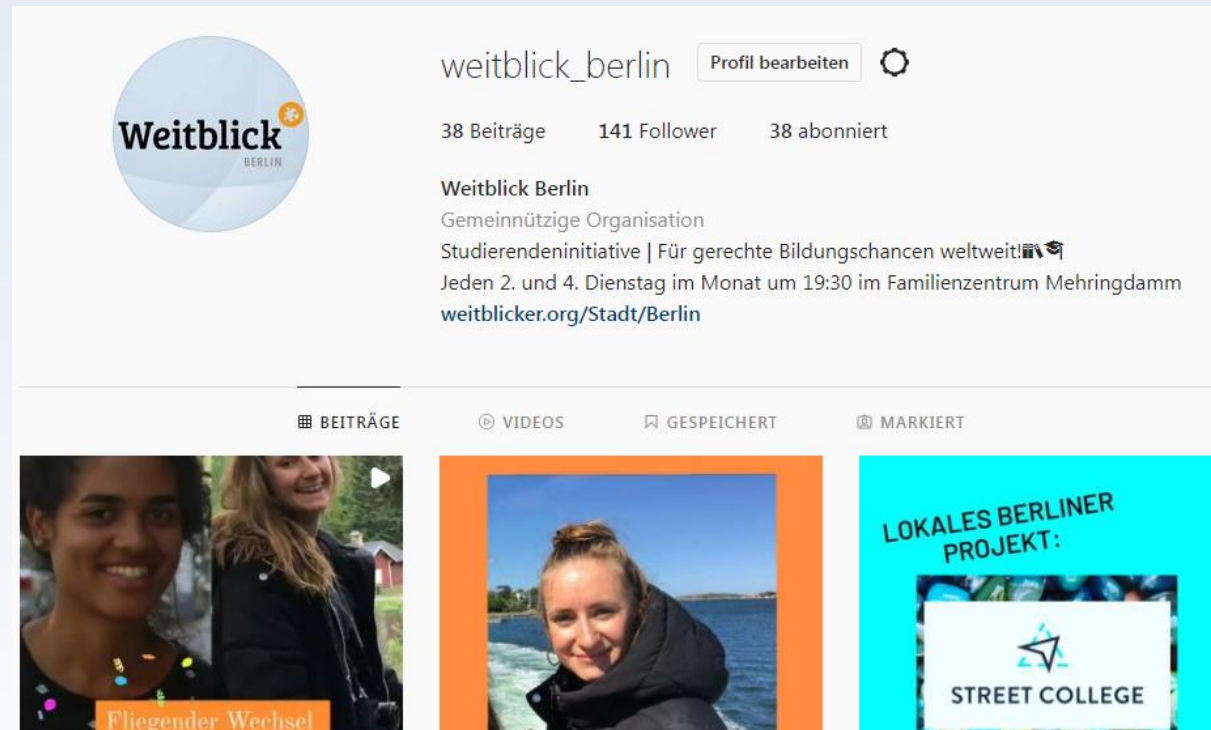 Weitblick
BERLIN
weitblick_berlin Profil bearbeiten
38 Beiträge 141 Follower 38 abonniert
Weitblick Berlin
Gemeinnützige Organisation
Studierendeninitiative | Für gerechte Bildungschancen weltweit!
Jeden 2. und 4. Dienstag im Monat um 19:30 im Familienzentrum Mehringdamm
weitblicker.org/Stadt/Berlin
BEITRÄGE VIDEOS GESPEICHERT MARKIERT
Fliegender Wechsel
LOKALES BERLINER
PROJEKT:
STREET COLLEGE